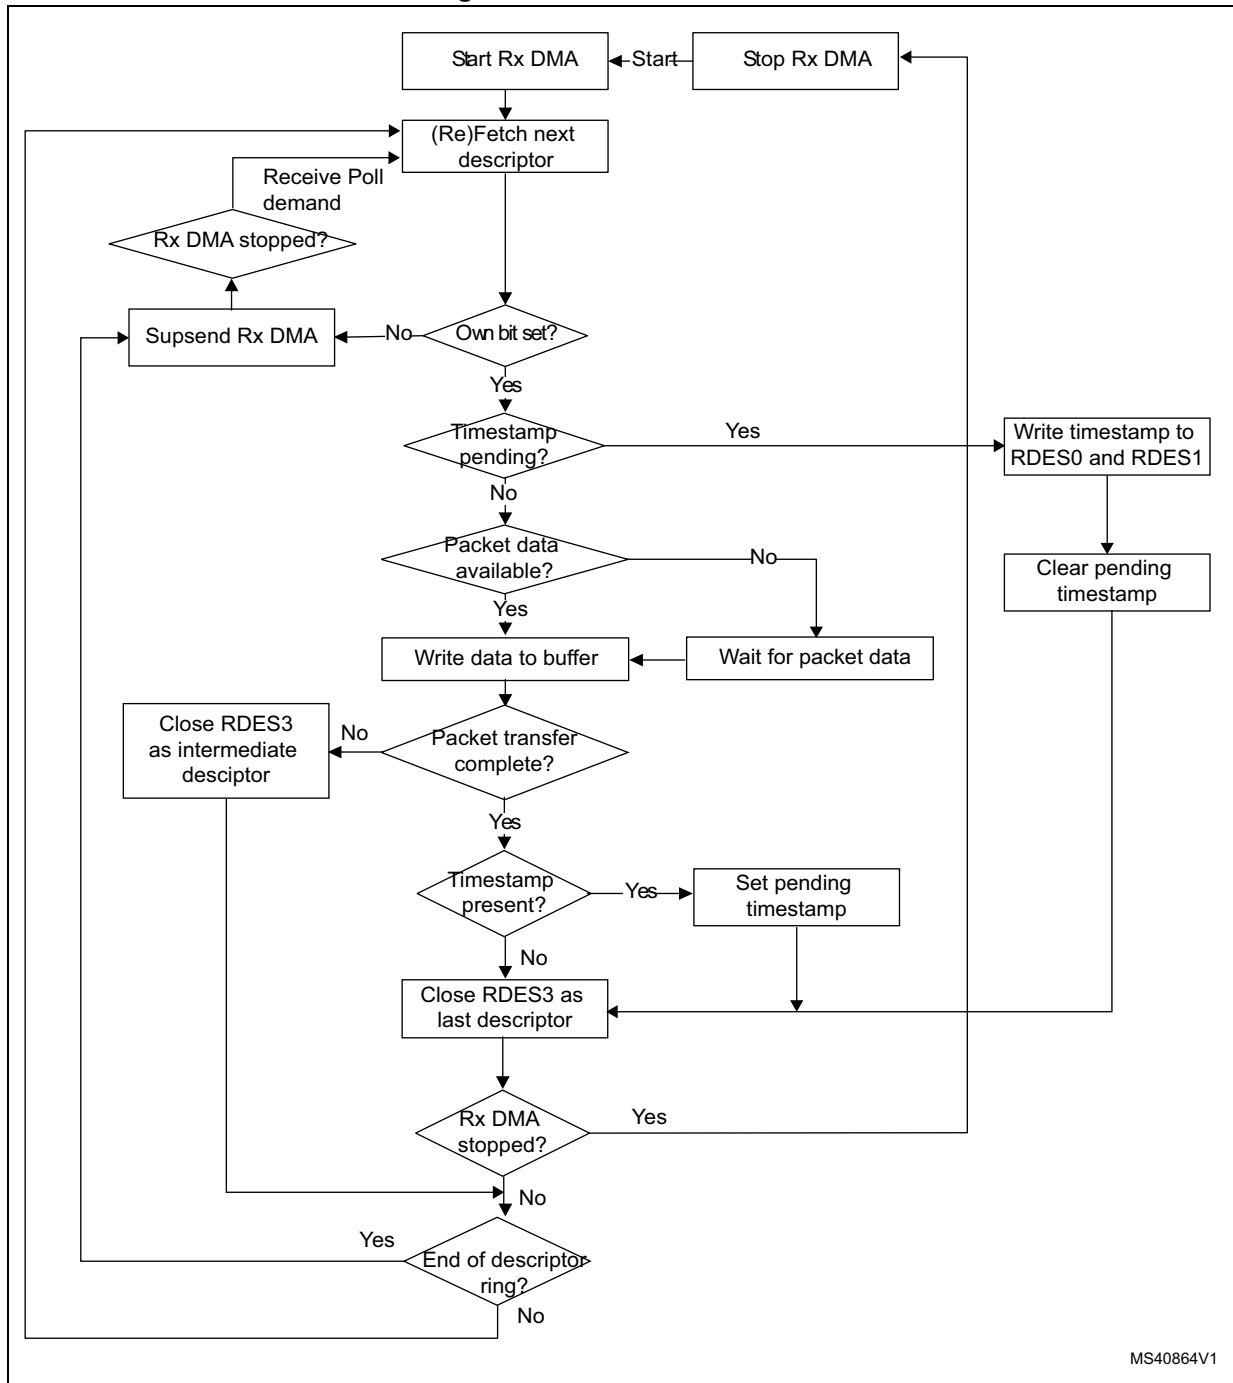 Start Rx DMA
Start
Stop Rx DMA
(Re)Fetch next
descriptor
Receive Poll
demand
Rx DMA stopped?
Supsend Rx DMA
No
Own bit set?
Yes
Timestamp
pending?
Yes
Write timestamp to
RDES0 and RDES1
No
Packet data
available?
No
Clear pending
timestamp
Yes
Write data to buffer
Wait for packet data
Close RDES3
as intermediate
desciptor
No
Packet transfer
complete?
Yes
Timestamp
present?
Yes
Set pending
timestamp
No
Close RDES3 as
last descriptor
Rx DMA
stopped?
Yes
No
Yes
End of descriptor
ring?
No
MS40864V1